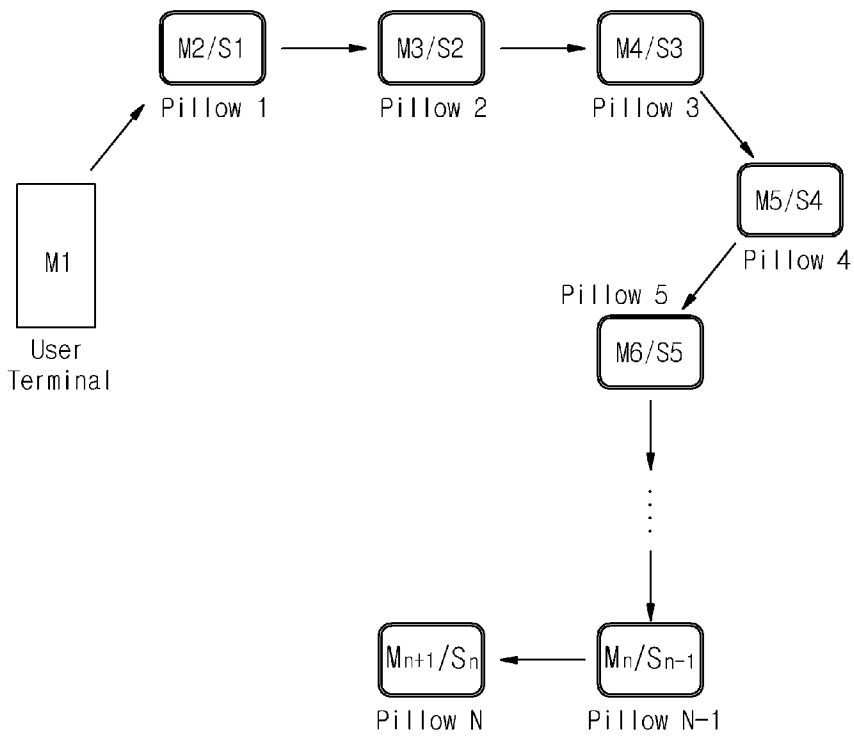 M2/S1
Pillow 1
M3/S2
Pillow 2
M4/S3
Pillow 3
M5/S4
Pillow 4
M1
User
Terminal
Pillow 5
M6/S5
Mn+1/Sn
Pillow N
Mn/Sn-1
Pillow N-1